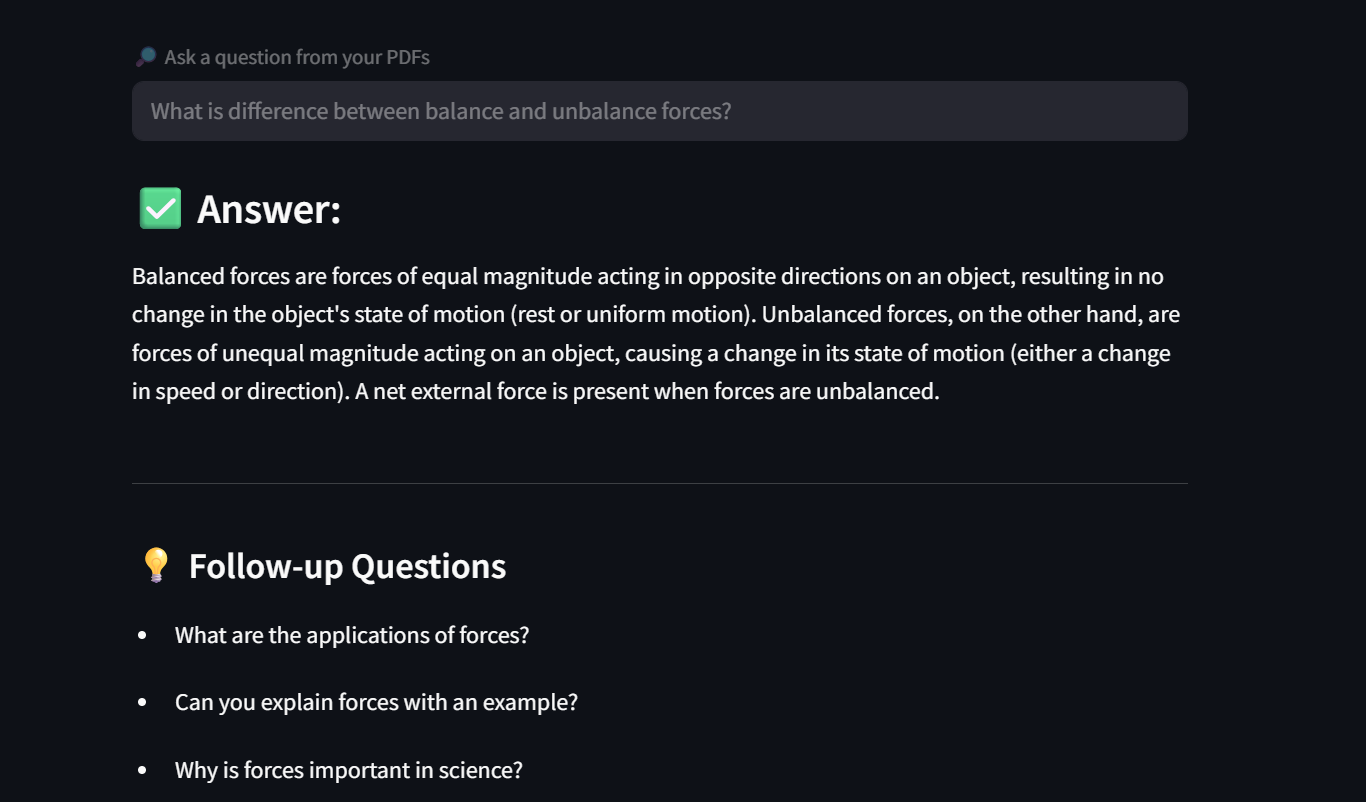 🔎 Ask a question from your PDFs
What is difference between balance and unbalance forces?
✅ Answer:
Balanced forces are forces of equal magnitude acting in opposite directions on an object, resulting in no
change in the object's state of motion (rest or uniform motion). Unbalanced forces, on the other hand, are
forces of unequal magnitude acting on an object, causing a change in its state of motion (either a change
in speed or direction). A net external force is present when forces are unbalanced.
💡 Follow-up Questions
• What are the applications of forces?
• Can you explain forces with an example?
• Why is forces important in science?